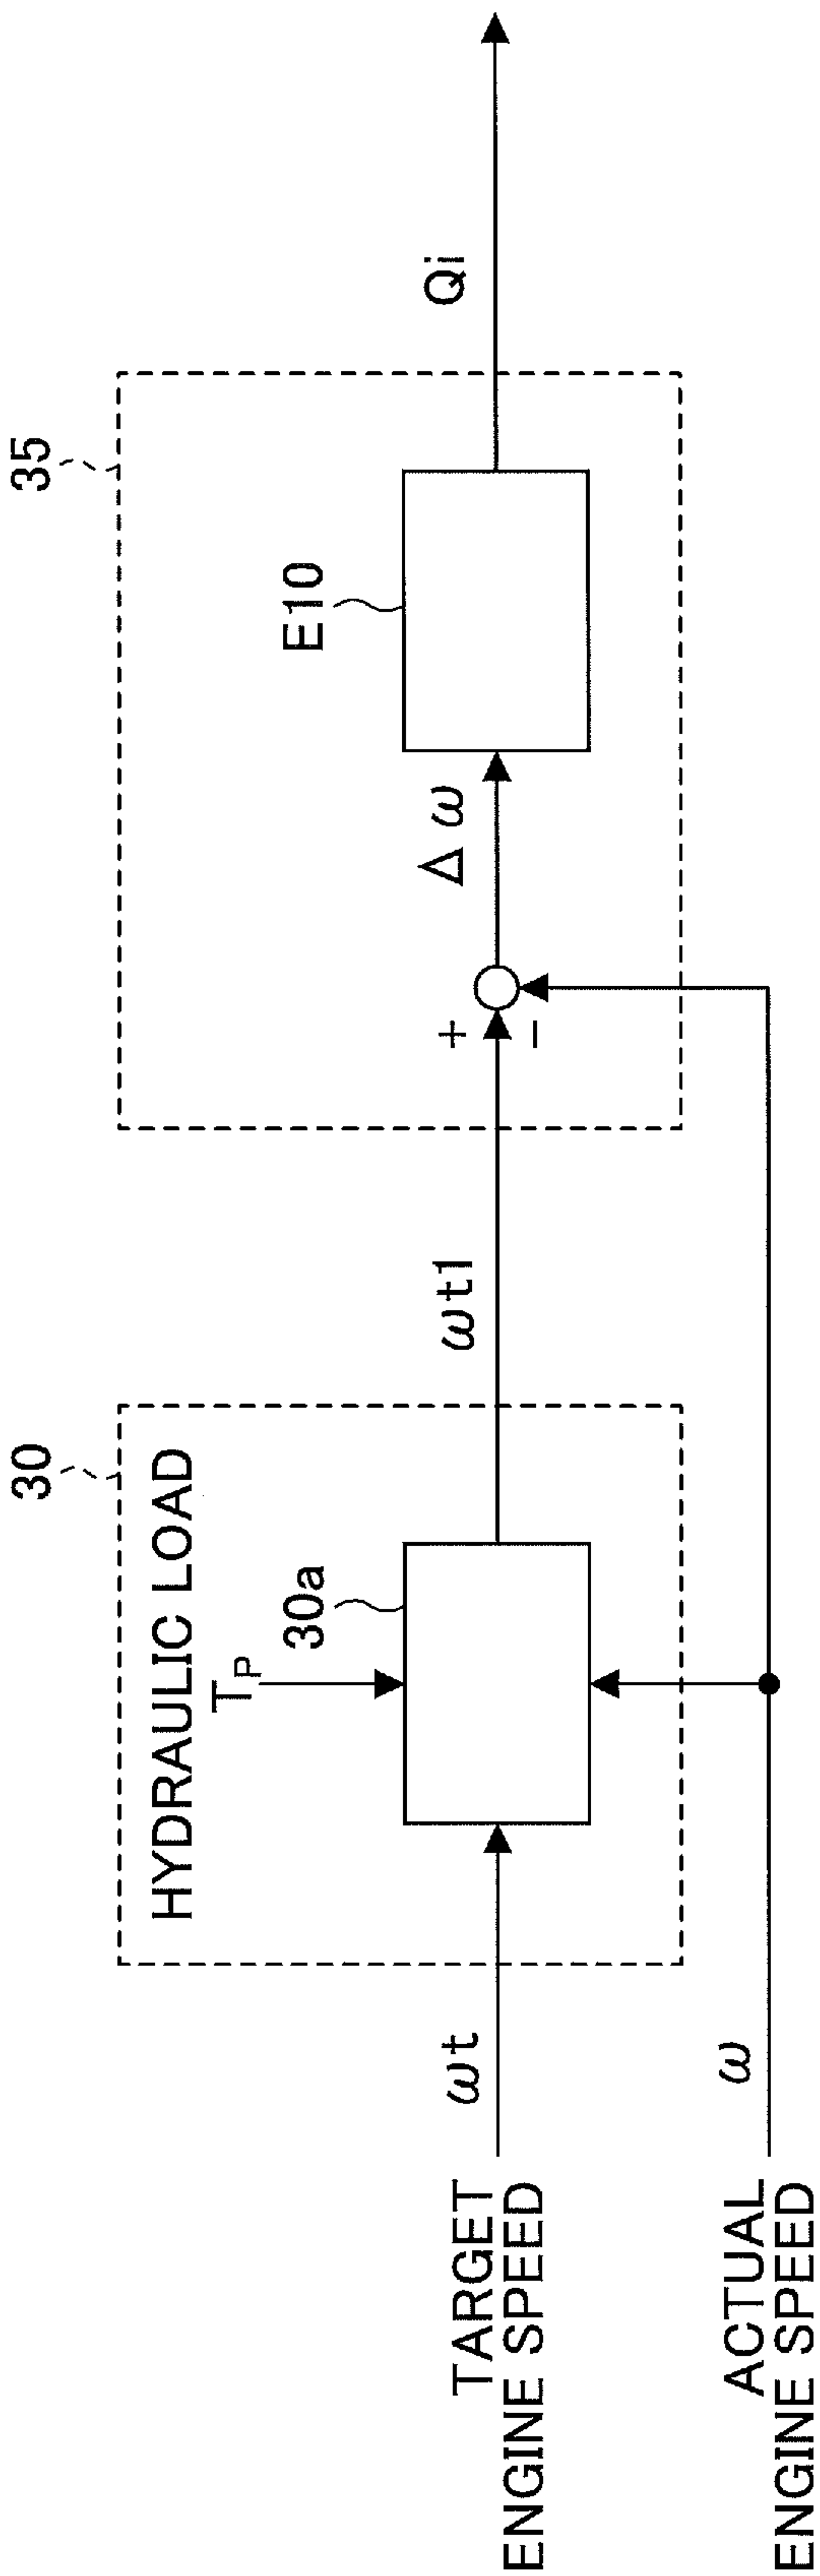 30
35
HYDRAULIC LOAD
TP
30a
E10
TARGET
ENGINE SPEED
ωt
ωt1
+
−
Δω
Qi
ACTUAL
ENGINE SPEED
ω